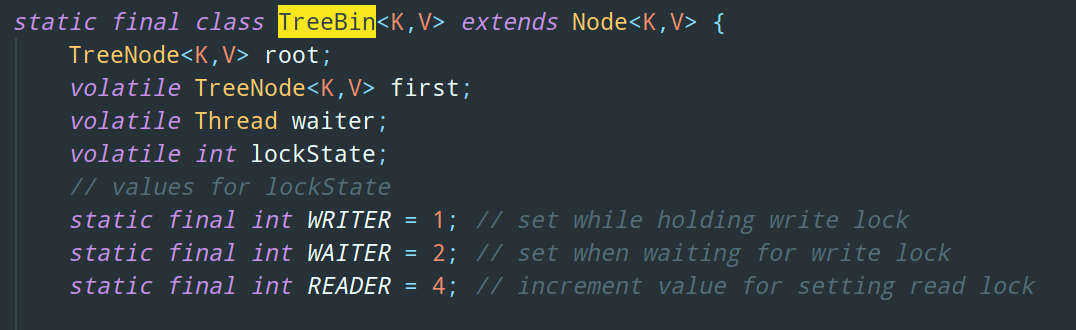 static final class TreeBin<K,V> extends Node<K,V> {
TreeNode<K,V> root;
volatile TreeNode<K,V> first;
volatile Thread waiter;
volatile int lockState;
// values for lockState
static final int WRITER = 1; // set while holding write lock
static final int WAITER = 2; // set when waiting for write lock
static final int READER = 4; // increment value for setting read lock